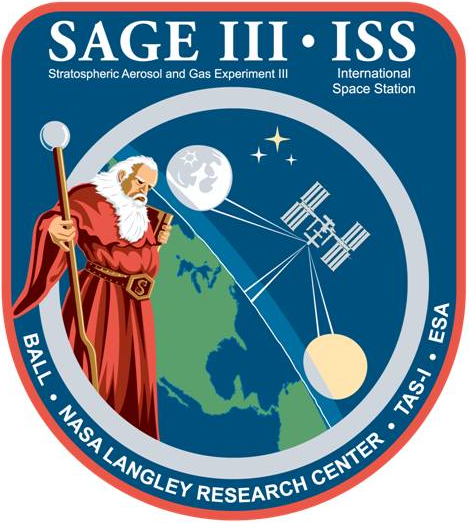 SAGE III • ISS
Stratospheric Aerosol and Gas Experiment III
International
Space Station
S
BALL • NASA LANGLEY RESEARCH CENTER • TAS-I • ESA